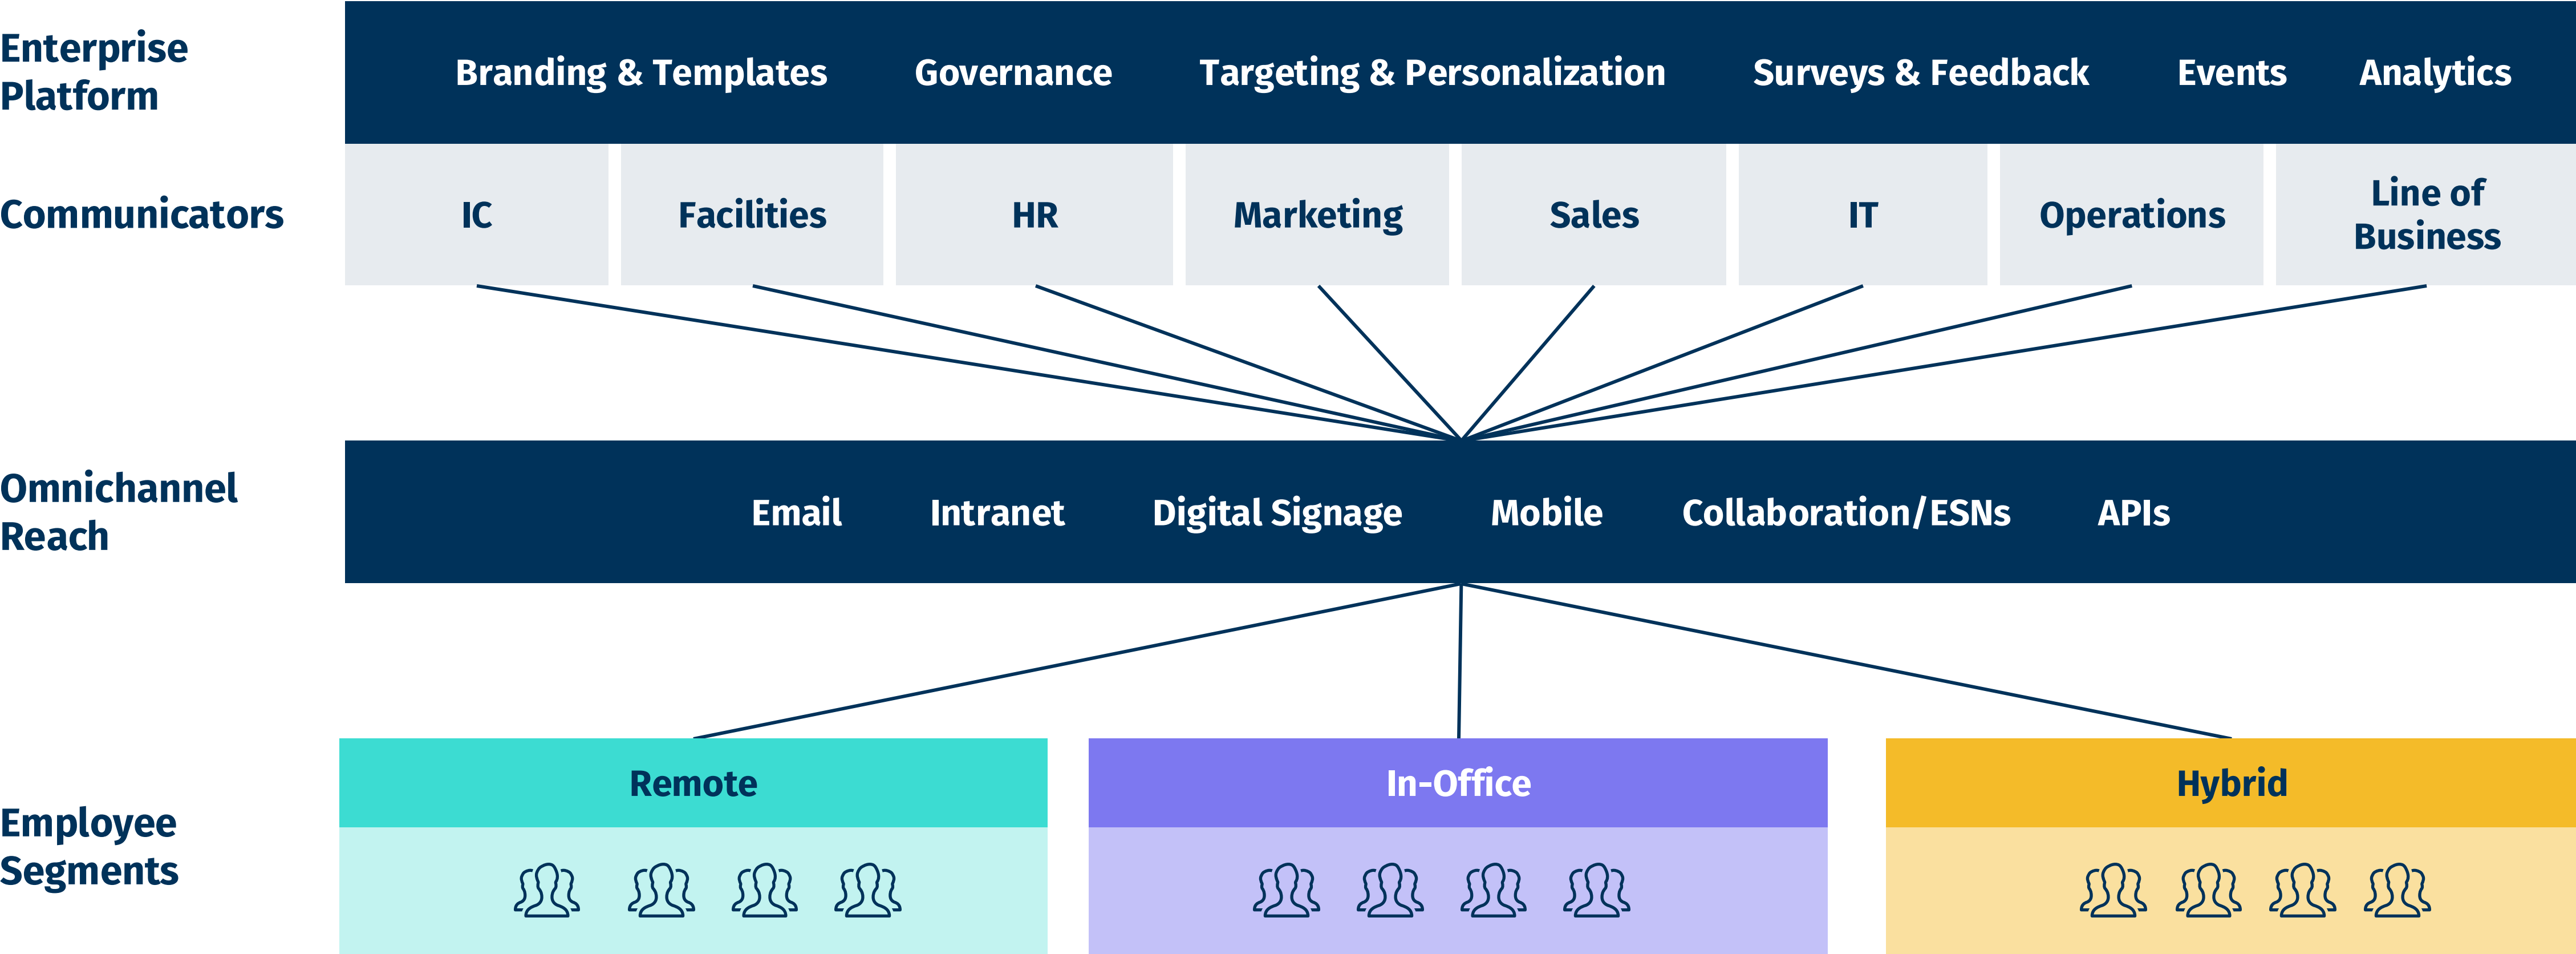 Enterprise
Platform
Branding & Templates Governance Targeting & Personalization Surveys & Feedback Events Analytics
Communicators
IC Facilities HR Marketing Sales IT Operations
Line of
Business
Omnichannel
Reach
Email Intranet Digital Signage Mobile Collaboration/ESNs APIs
Remote In-Office Hybrid
Employee
Segments